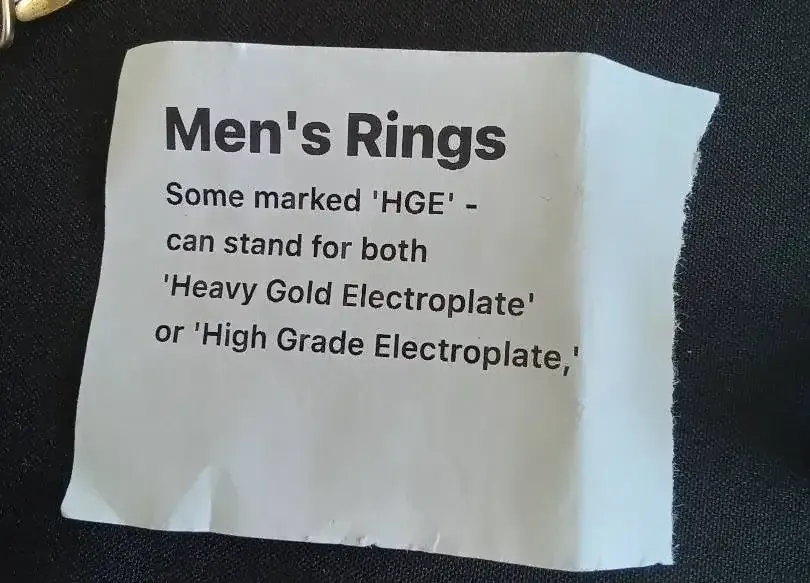 Men's Rings
Some marked 'HGE' -
can stand for both
'Heavy Gold Electroplate'
or 'High Grade Electroplate,'